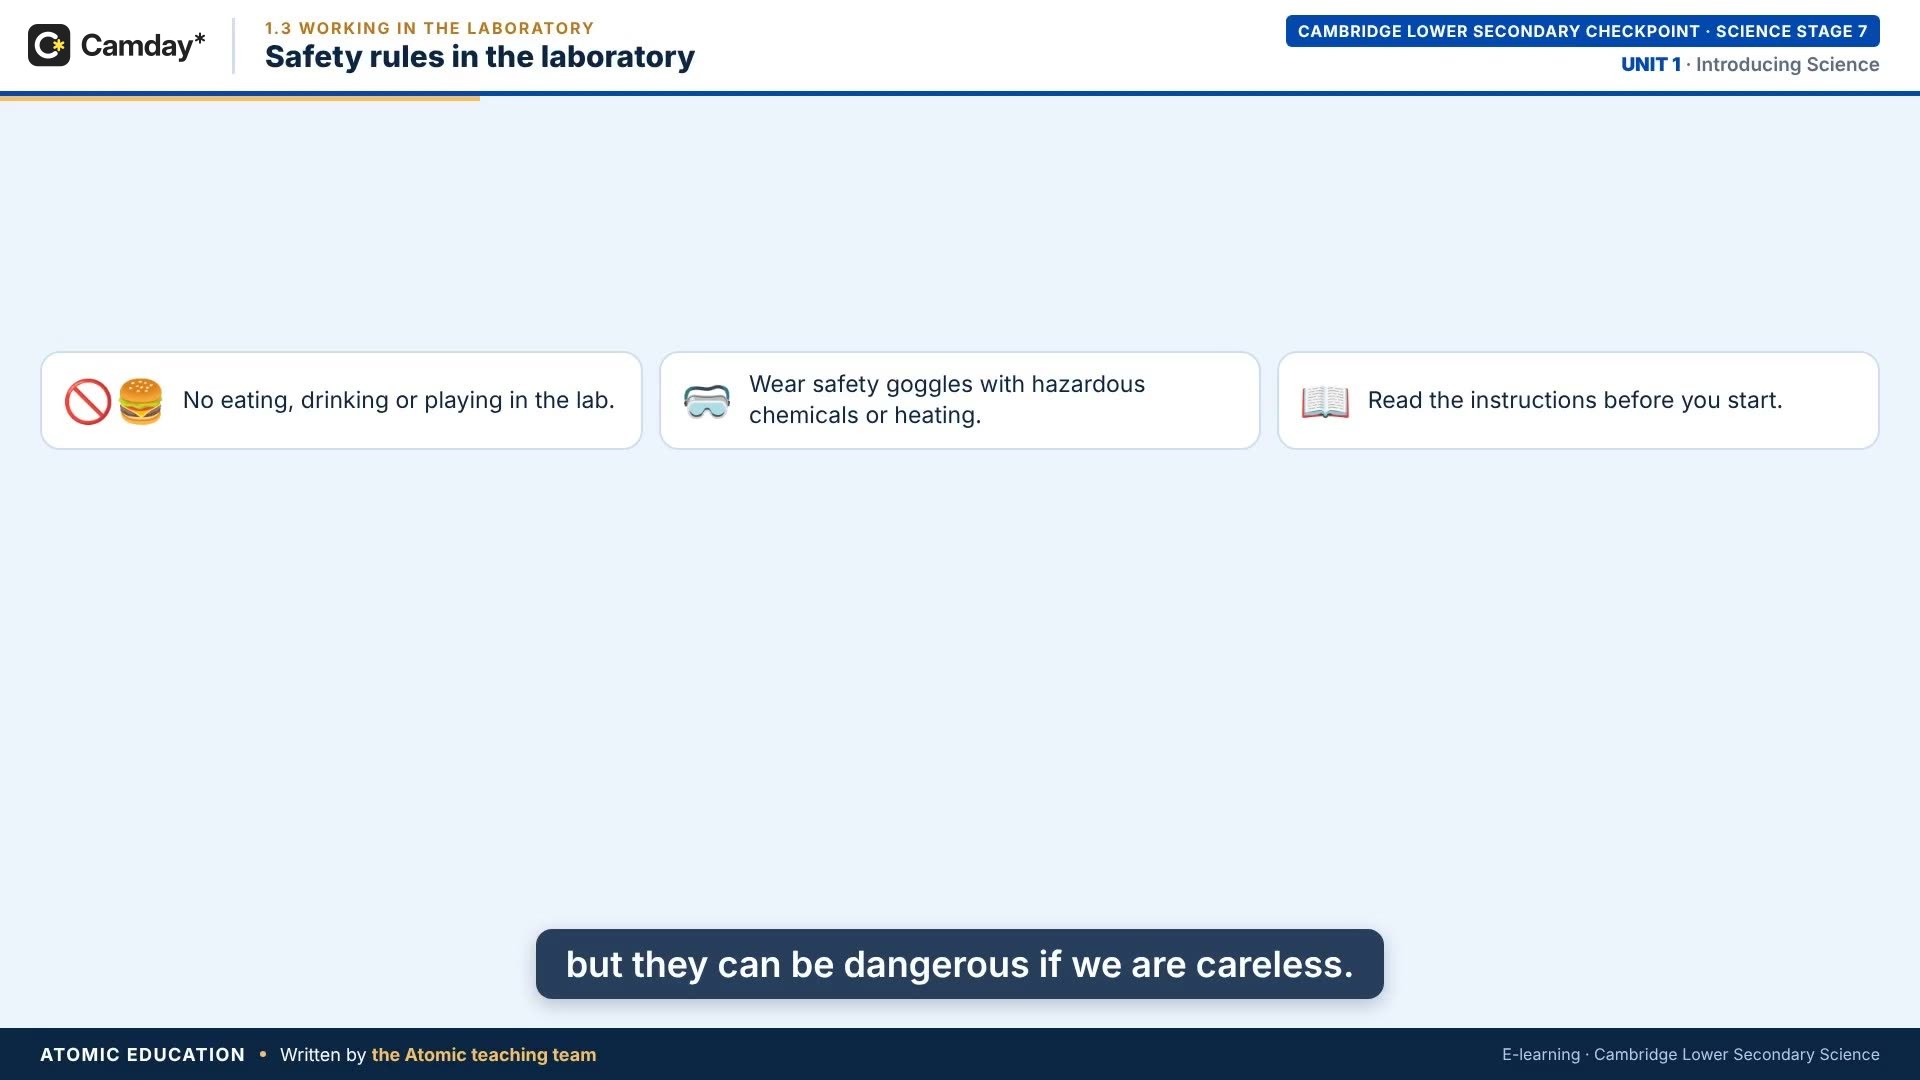 Camday*
1.3 WORKING IN THE LABORATORY
Safety rules in the laboratory
CAMBRIDGE LOWER SECONDARY CHECKPOINT · SCIENCE STAGE 7
UNIT 1 · Introducing Science
No eating, drinking or playing in the lab.
Wear safety goggles with hazardous
chemicals or heating.
Read the instructions before you start.
but they can be dangerous if we are careless.
ATOMIC EDUCATION • Written by the Atomic teaching team
E-learning · Cambridge Lower Secondary Science